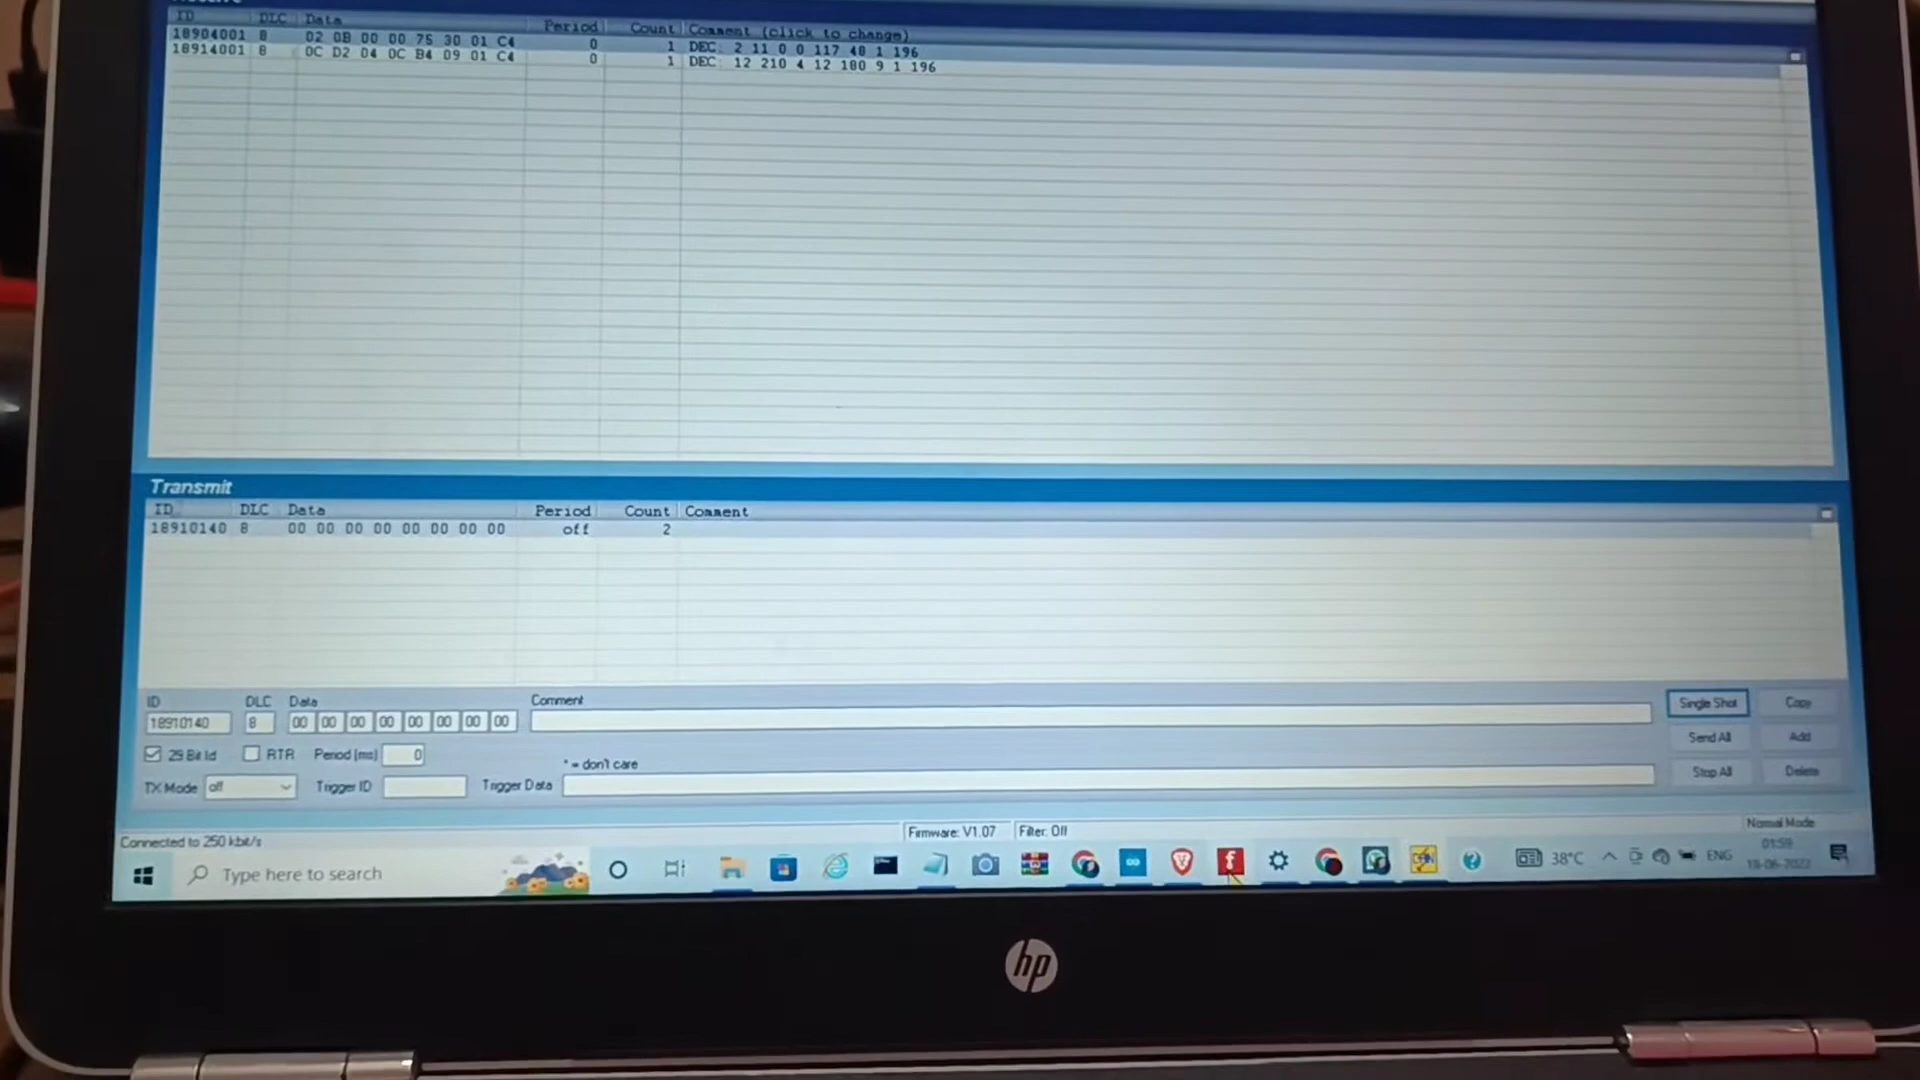 ID DLC Data Period Count Comment (click to change)
18904001 8 02 0B 00 00 75 30 01 C4 0 1 DEC: 2 11 0 0 117 48 1 196
18914001 8 0C D2 04 0C B4 09 01 C4 0 1 DEC: 12 210 4 12 180 9 1 196
Transmit
ID DLC Data Period Count Comment
18910140 8 00 00 00 00 00 00 00 00 off 2
ID DLC Data Comment
18910140 8 00 00 00 00 00 00 00 00 Single Shot Copy
29 Bit Id RTR Period (ms) 0 Send All Add
* = don't care
TX Mode off Trigger ID Trigger Data Stop All Delete
Connected to 250 kbit/s Firmware: V1.07 Filter: Off Normal Mode
Type here to search 38°C ENG 01:59
18-06-2022
hp